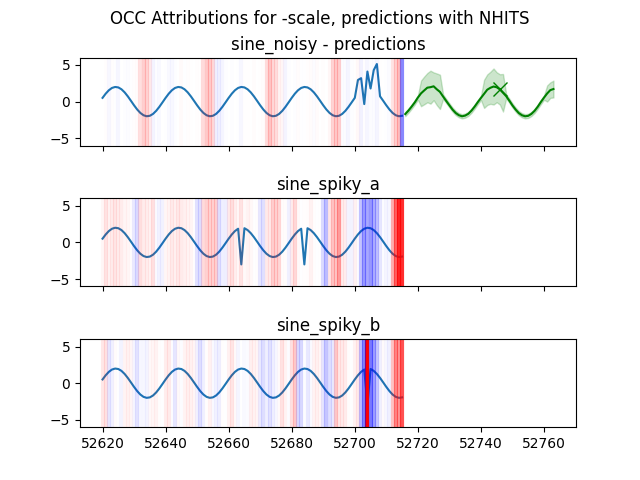 OCC Attributions for -scale, predictions with NHITS
sine_noisy - predictions
5
0
−5
sine_spiky_a
5
0
−5
sine_spiky_b
5
0
−5
52620 52640 52660 52680 52700 52720 52740 52760